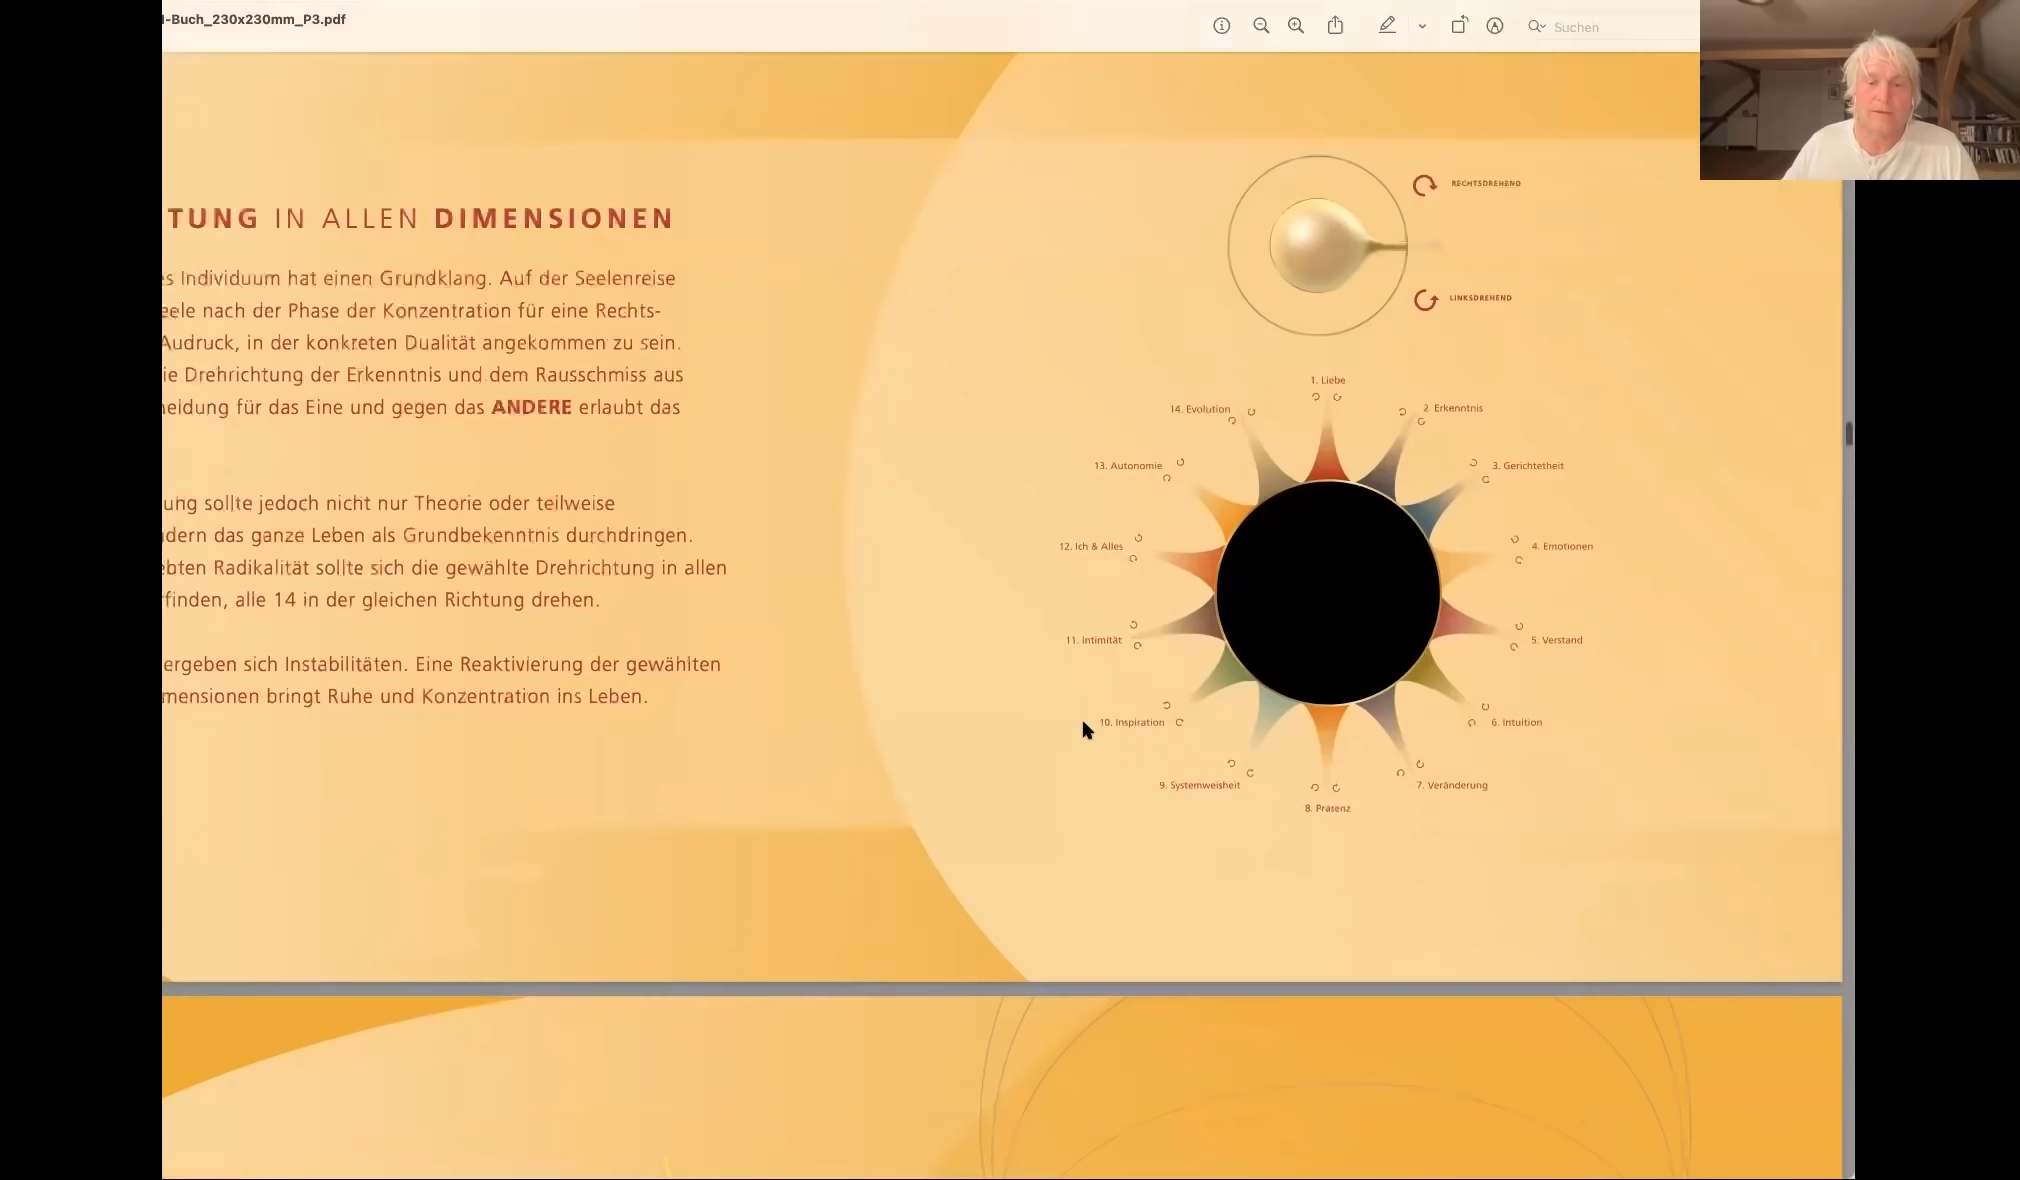 l-Buch_230x230mm_P3.pdf
Suchen
TUNG IN ALLEN DIMENSIONEN
es Individuum hat einen Grundklang. Auf der Seelenreise
eele nach der Phase der Konzentration für eine Rechts-
Audruck, in der konkreten Dualität angekommen zu sein.
ie Drehrichtung der Erkenntnis und dem Rausschmiss aus
heidung für das Eine und gegen das ANDERE erlaubt das
ung sollte jedoch nicht nur Theorie oder teilweise
ndern das ganze Leben als Grundbekenntnis durchdringen.
ebten Radikalität sollte sich die gewählte Drehrichtung in allen
rfinden, alle 14 in der gleichen Richtung drehen.
ergeben sich Instabilitäten. Eine Reaktivierung der gewählten
mensionen bringt Ruhe und Konzentration ins Leben.
RECHTSDREHEND
LINKSDREHEND
1. Liebe
2. Erkenntnis
3. Gerichtetheit
4. Emotionen
5. Verstand
6. Intuition
7. Veränderung
8. Präsenz
9. Systemweisheit
10. Inspiration
11. Intimität
12. Ich & Alles
13. Autonomie
14. Evolution